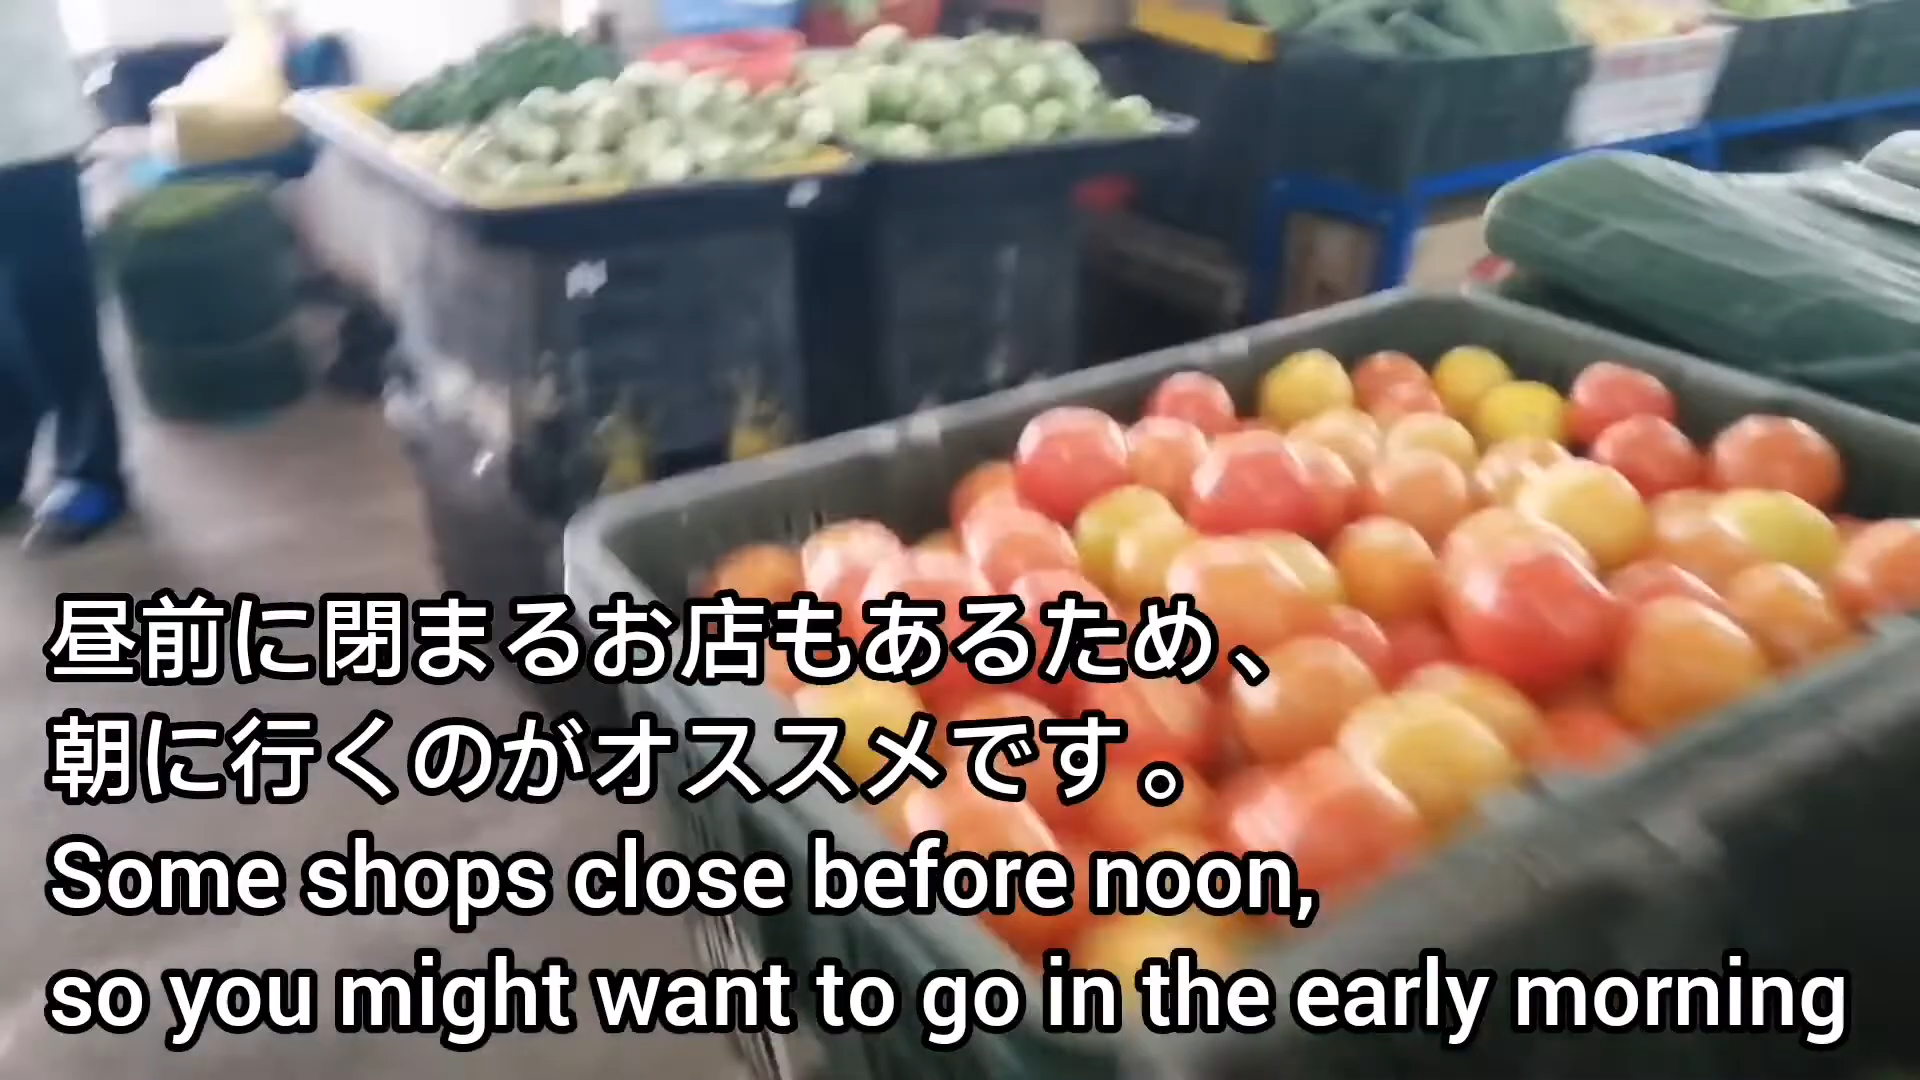 昼前に閉まるお店もあるため、
朝に行くのがオススメです。
Some shops close before noon,
so you might want to go in the early morning